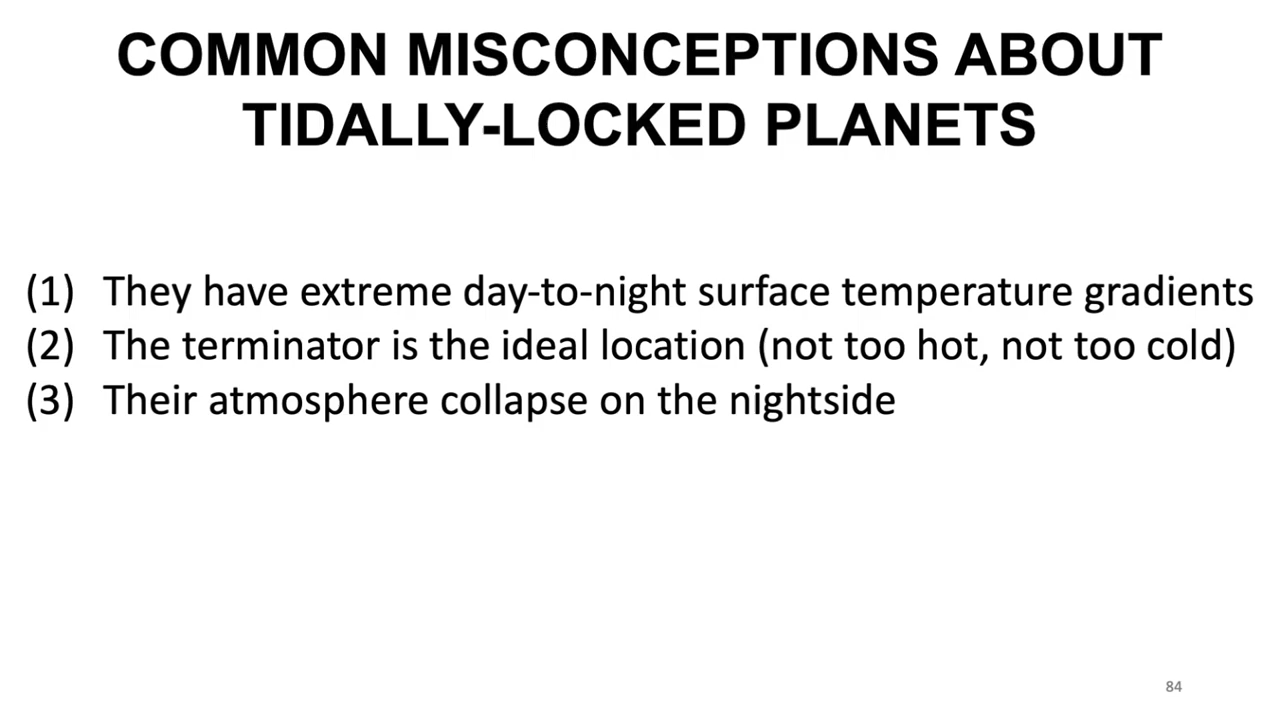 COMMON MISCONCEPTIONS ABOUT
TIDALLY-LOCKED PLANETS
(1) They have extreme day-to-night surface temperature gradients
(2) The terminator is the ideal location (not too hot, not too cold)
(3) Their atmosphere collapse on the nightside
84